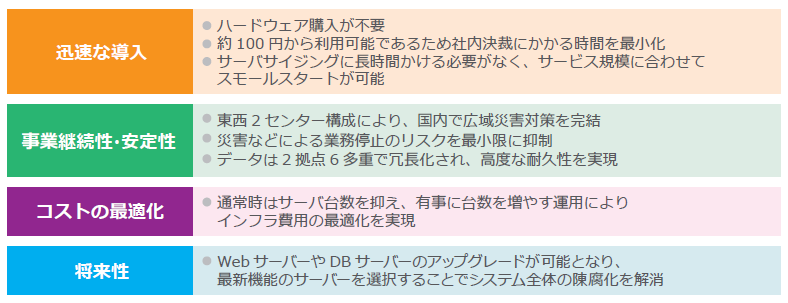 迅速な導入
ハードウェア購入が不要
約100円から利用可能であるため社内決裁にかかる時間を最小化
サーバサイジングに長時間かける必要がなく、サービス規模に合わせて
スモールスタートが可能
事業継続性・安定性
東西2センター構成により、国内で広域災害対策を完結
災害などによる業務停止のリスクを最小限に抑制
データは2拠点6多重で冗長化され、高度な耐久性を実現
コストの最適化
通常時はサーバ台数を抑え、有事に台数を増やす運用により
インフラ費用の最適化を実現
将来性
WebサーバーやDBサーバーのアップグレードが可能となり、
最新機能のサーバーを選択することでシステム全体の陳腐化を解消